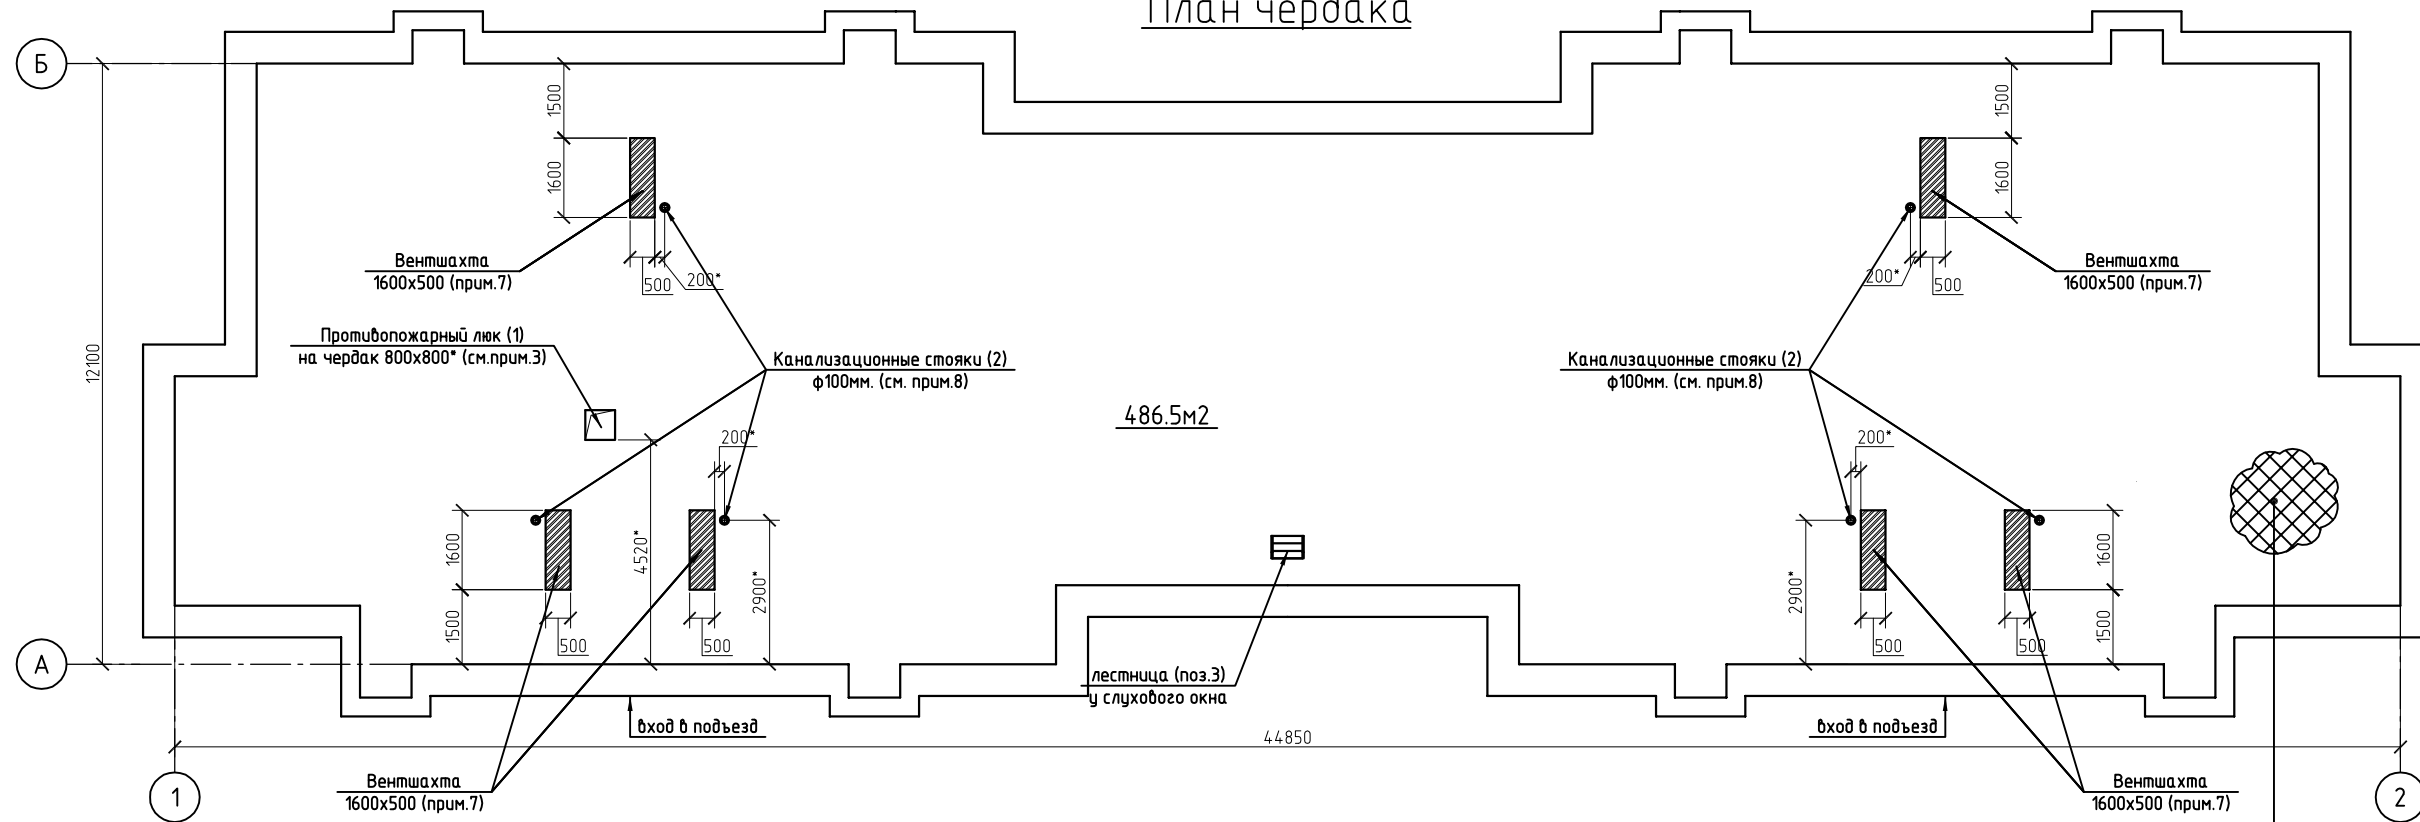 План чердака
Б
1500
1500
1600
1600
Вентшахта
1600х500 (прим.7)
500
200*
200*
500
Вентшахта
1600х500 (прим.7)
12100
Противопожарный люк (1)
на чердак 800х800* (см.прим.3)
Канализационные стояки (2)
ф100мм. (см. прим.8)
Канализационные стояки (2)
ф100мм. (см. прим.8)
486.5м2
200*
200*
1600
4520*
2900*
2900*
1600
1500
500
500
500
500
1500
А
лестница (поз.3)
у слухового окна
вход в подъезд
вход в подъезд
44850
1
Вентшахта
1600х500 (прим.7)
Вентшахта
1600х500 (прим.7)
2